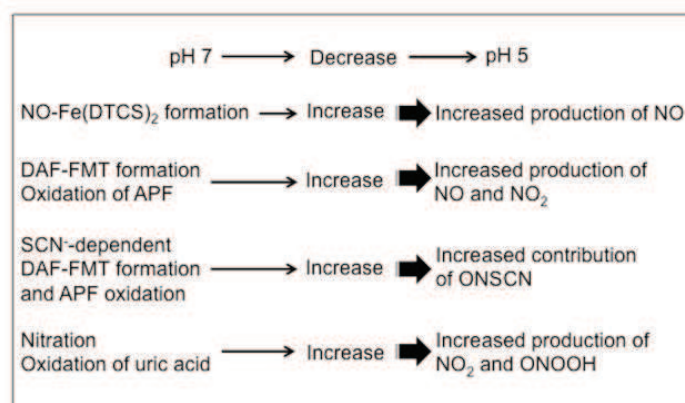 pH 7 Decrease pH 5
NO-Fe(DTCS)2 formation Increase Increased production of NO
DAF-FMT formation
Oxidation of APF Increase Increased production of
NO and NO2
SCN--dependent
DAF-FMT formation
and APF oxidation Increase Increased contribution
of ONSCN
Nitration
Oxidation of uric acid Increase Increased production of
NO2 and ONOOH